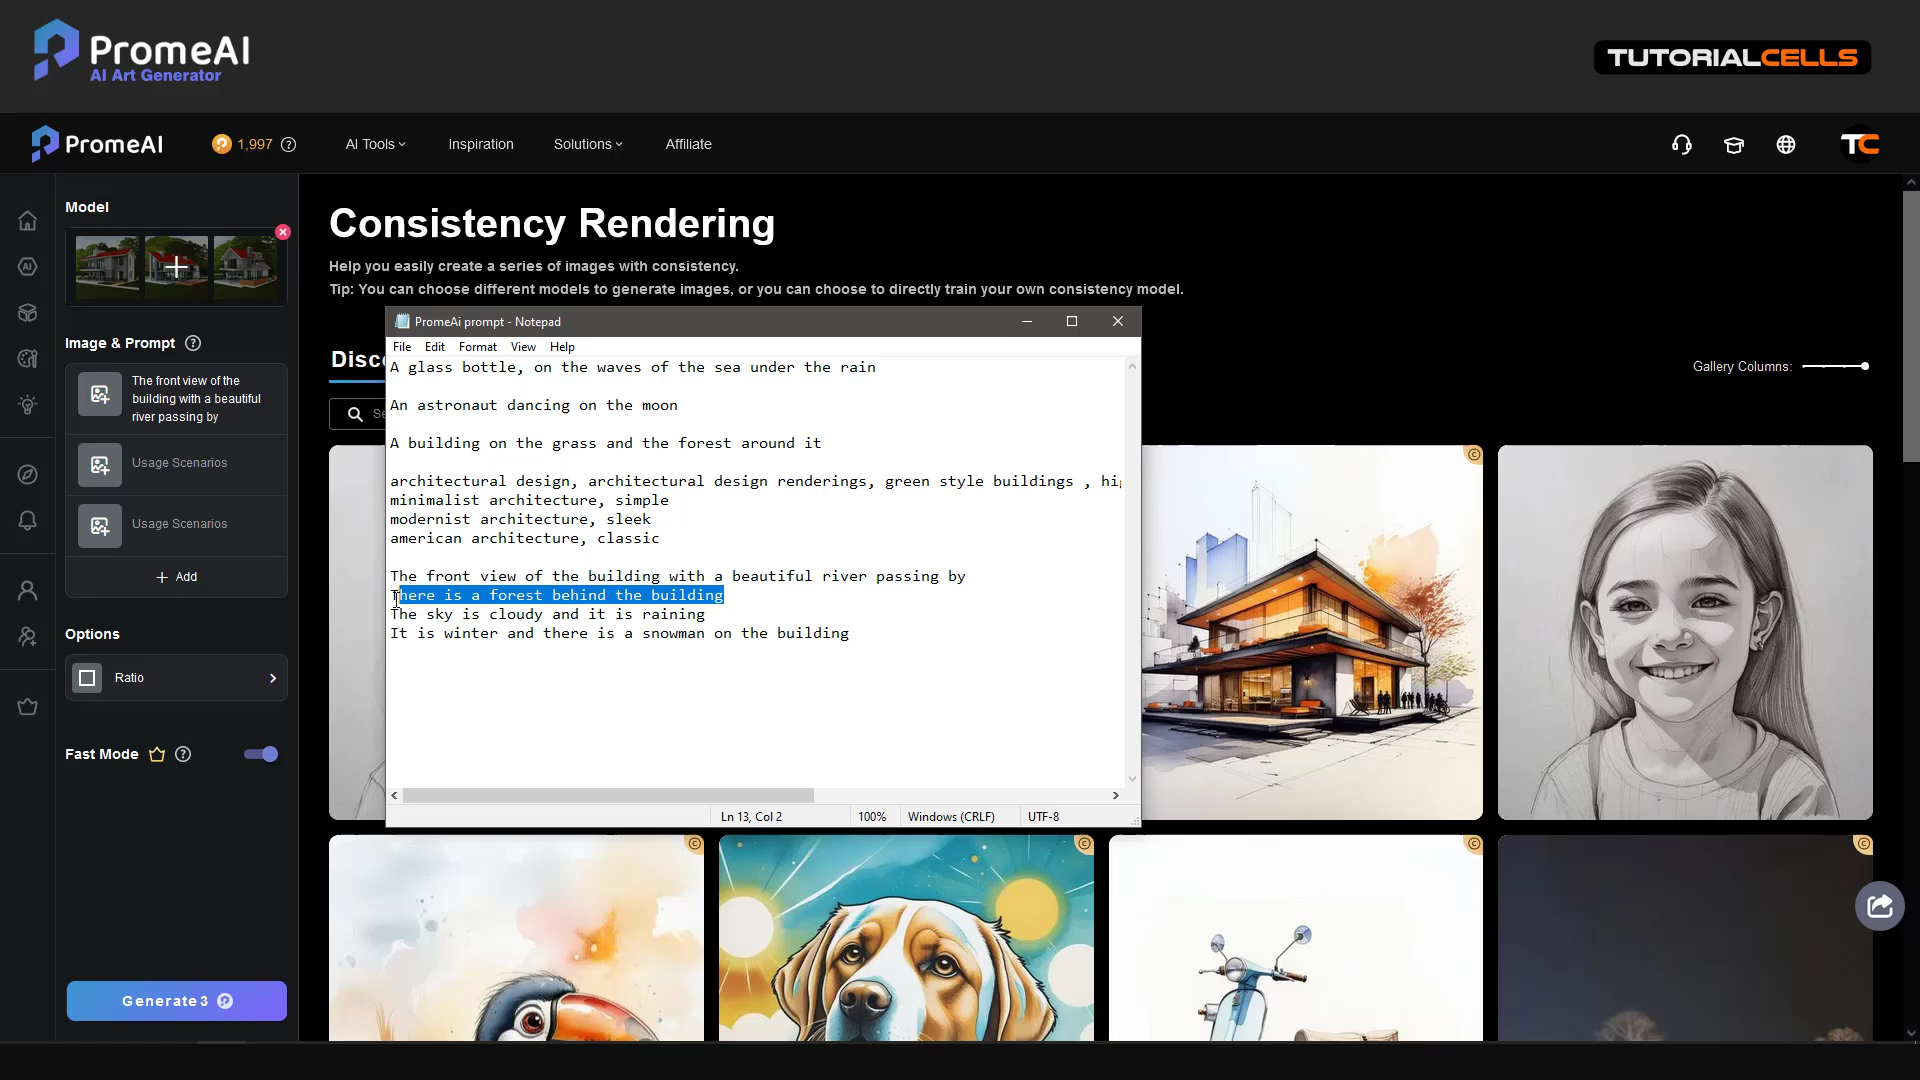 PromeAI
AI Art Generator
TUTORIALCELLS
PromeAI
1,997
AI Tools
Inspiration
Solutions
Affiliate
TC
Model
Consistency Rendering
Help you easily create a series of images with consistency.
Tip: You can choose different models to generate images, or you can choose to directly train your own consistency model.
Image & Prompt
The front view of the
building with a beautiful
river passing by
Usage Scenarios
Usage Scenarios
+ Add
Options
Ratio
Fast Mode
Generate 3
Gallery Columns:
PromeAi prompt - Notepad
File Edit Format View Help
A glass bottle, on the waves of the sea under the rain
An astronaut dancing on the moon
A building on the grass and the forest around it
architectural design, architectural design renderings, green style buildings ,
minimalist architecture, simple
modernist architecture, sleek
american architecture, classic
The front view of the building with a beautiful river passing by
There is a forest behind the building
The sky is cloudy and it is raining
It is winter and there is a snowman on the building
Ln 13, Col 2
100%
Windows (CRLF)
UTF-8